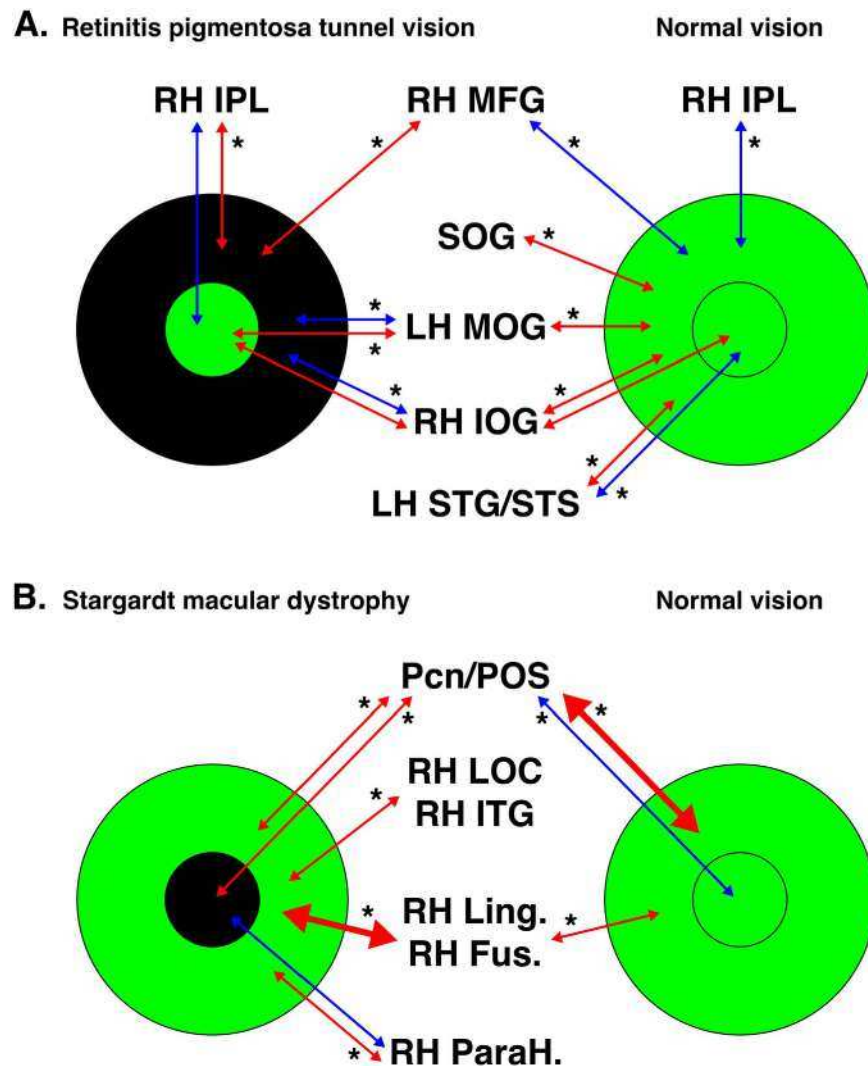 A. Retinitis pigmentosa tunnel vision Normal vision
RH IPL RH MFG RH IPL
* * * *
SOG *
* LH MOG *
*
* RH IOG *
*
LH STG/STS *
B. Stargardt macular dystrophy Normal vision
Pcn/POS
* * * *
RH LOC
* RH ITG
* RH Ling. *
RH Fus.
* RH ParaH.